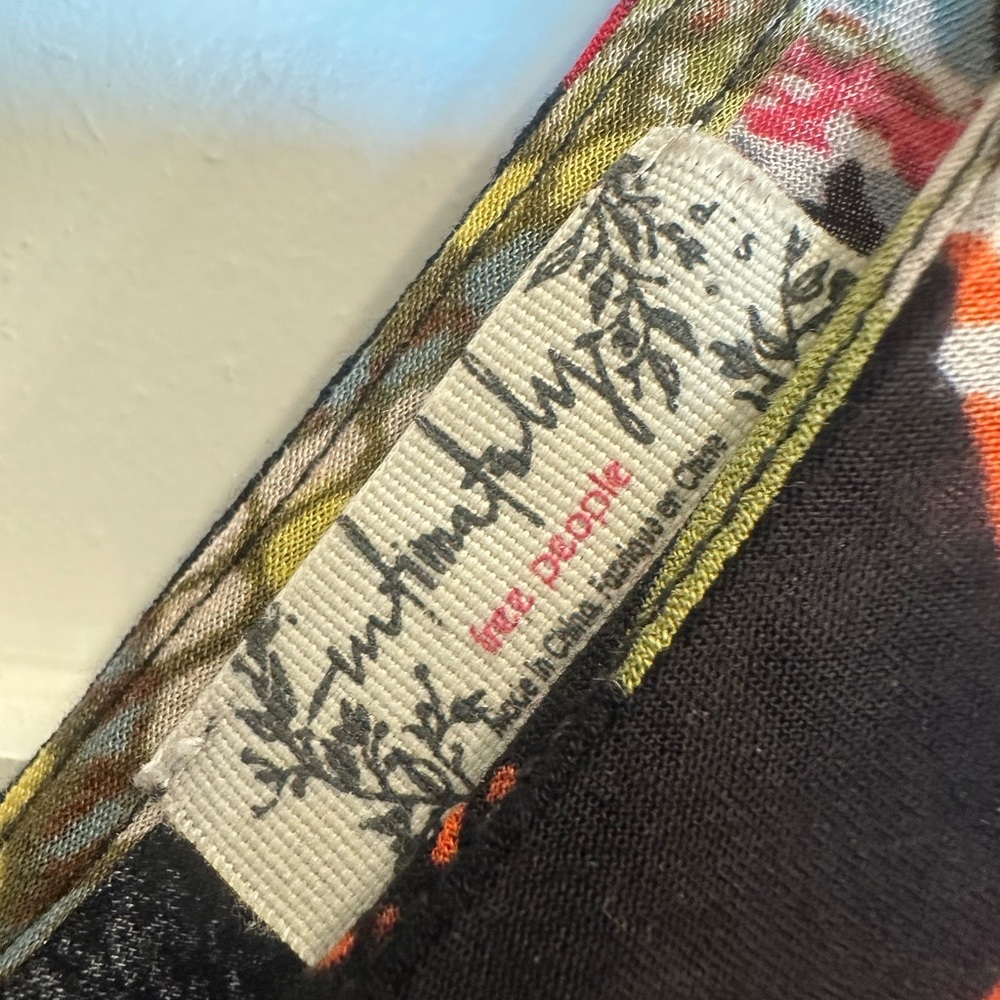 P.
S.
Intimately
free people
Made in China Fabriqué en Chine